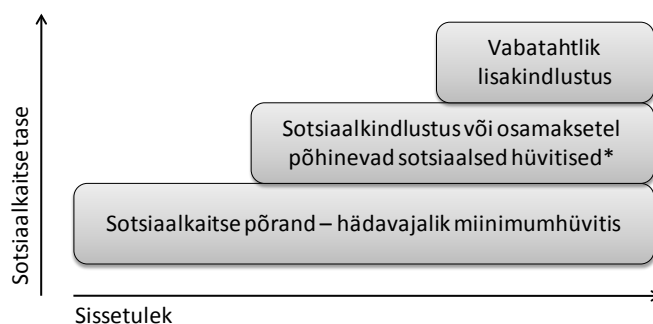 Vabatahtlik
lisakindlustus
Sotsiaalkindlustus või osamaksetel
põhinevad sotsiaalsed hüvitised*
Sotsiaalkaitse põrand – hädavajalik miinimumhüvitis
Sotsiaalkaitse tase
Sissetulek